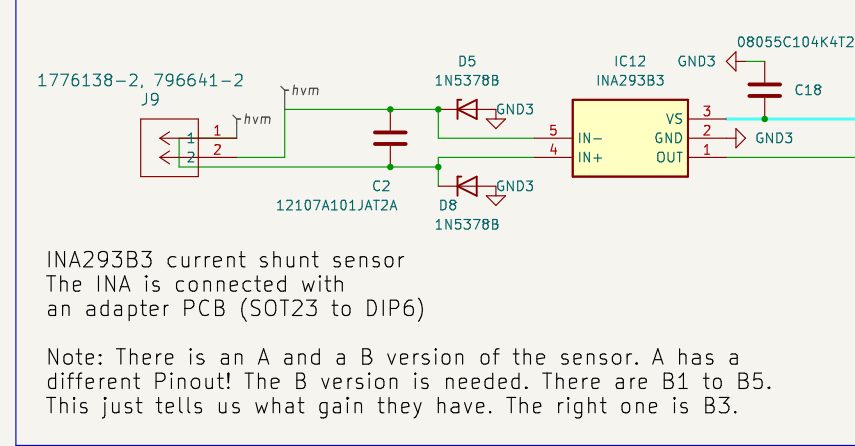 08055C104K4T2
D5
IC12
GND3
1776138-2, 796641-2
1N5378B
INA293B3
C18
J9
hvm
hvm
GND3
VS 3
1
1
5 IN-
GND 2
GND3
2
2
4 IN+
OUT 1
C2
GND3
12107A101JAT2A
D8
1N5378B
INA293B3 current shunt sensor
The INA is connected with
an adapter PCB (SOT23 to DIP6)
Note: There is an A and a B version of the sensor. A has a
different Pinout! The B version is needed. There are B1 to B5.
This just tells us what gain they have. The right one is B3.